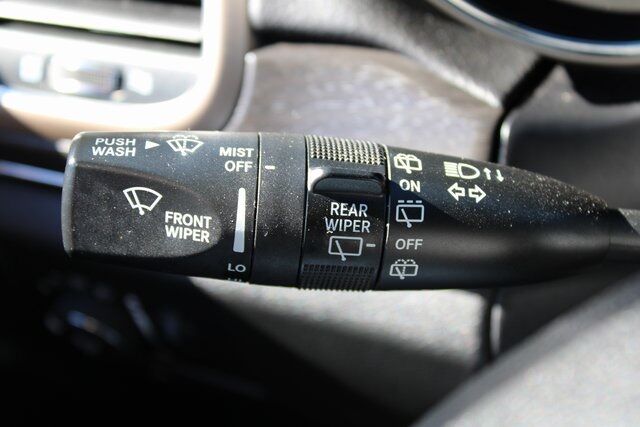 PUSH
WASH
MIST
OFF
FRONT
WIPER
LO
REAR
WIPER
ON
OFF